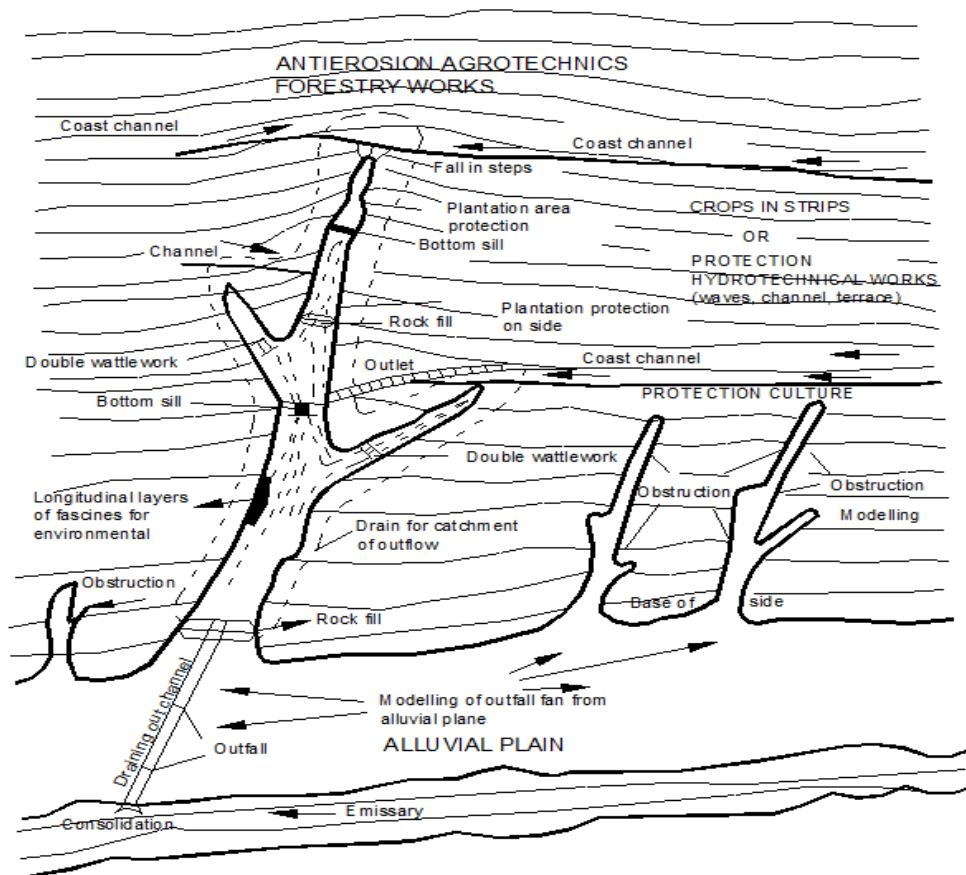 ANTIEROSION AGROTECHNICS
FORESTRY WORKS
Coast channel
Coast channel
Fall in steps
Plantation area
protection
Bottom sill
CROPS IN STRIPS
OR
PROTECTION
HYDROTECHNICAL WORKS
(waves, channel, terrace)
Channel
Plantation protection
on side
Rock fill
Double wattlework
Outlet
Coast channel
Bottom sill
PROTECTION CULTURE
Double wattlework
Obstruction
Obstruction
Modelling
Longitudinal layers
of fascines for
environmental
Drain for catchment
of outflow
Obstruction
Base of side
Rock fill
Modelling of outfall fan from
alluvial plane
Draining out channel
Outfall
ALLUVIAL PLAIN
Emissary
Consolidation